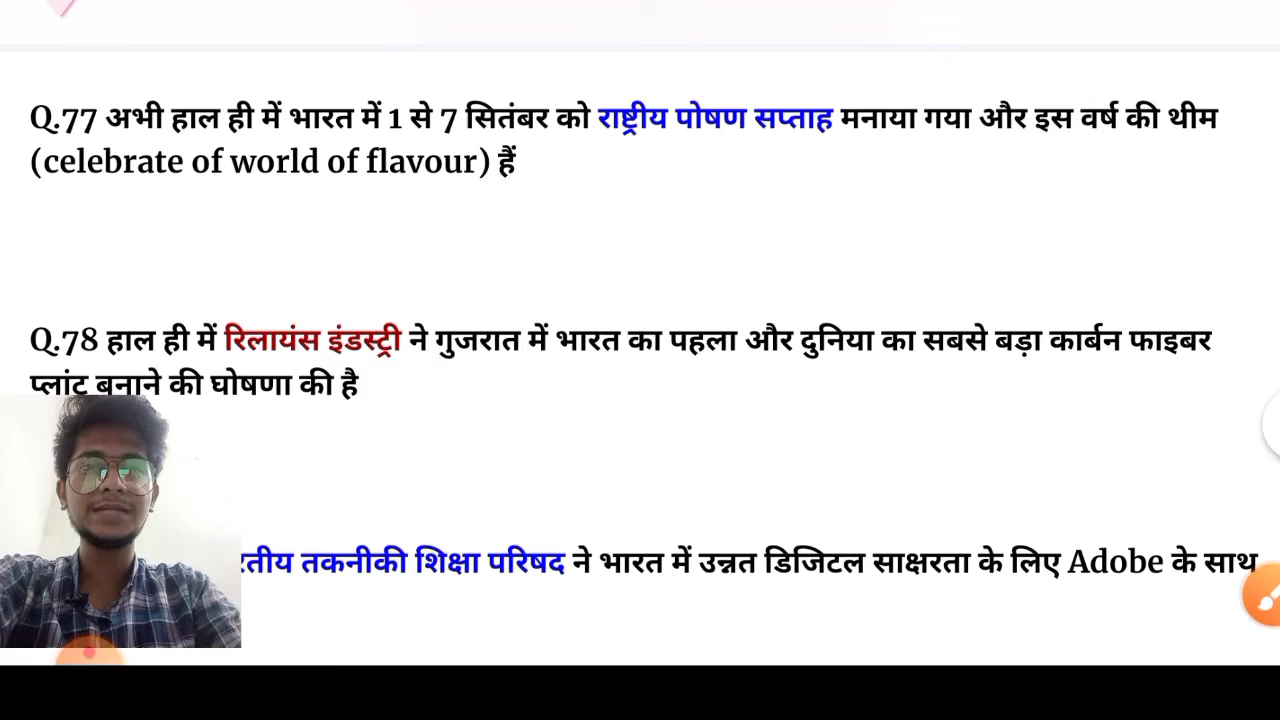 Q.77 अभी हाल ही में भारत में 1 से 7 सितंबर को राष्ट्रीय पोषण सप्ताह मनाया गया और इस वर्ष की थीम
(celebrate of world of flavour) हैं
Q.78 हाल ही में रिलायंस इंडस्ट्री ने गुजरात में भारत का पहला और दुनिया का सबसे बड़ा कार्बन फाइबर
प्लांट बनाने की घोषणा की है
तकनीकी शिक्षा परिषद ने भारत में उन्नत डिजिटल साक्षरता के लिए Adobe के साथ